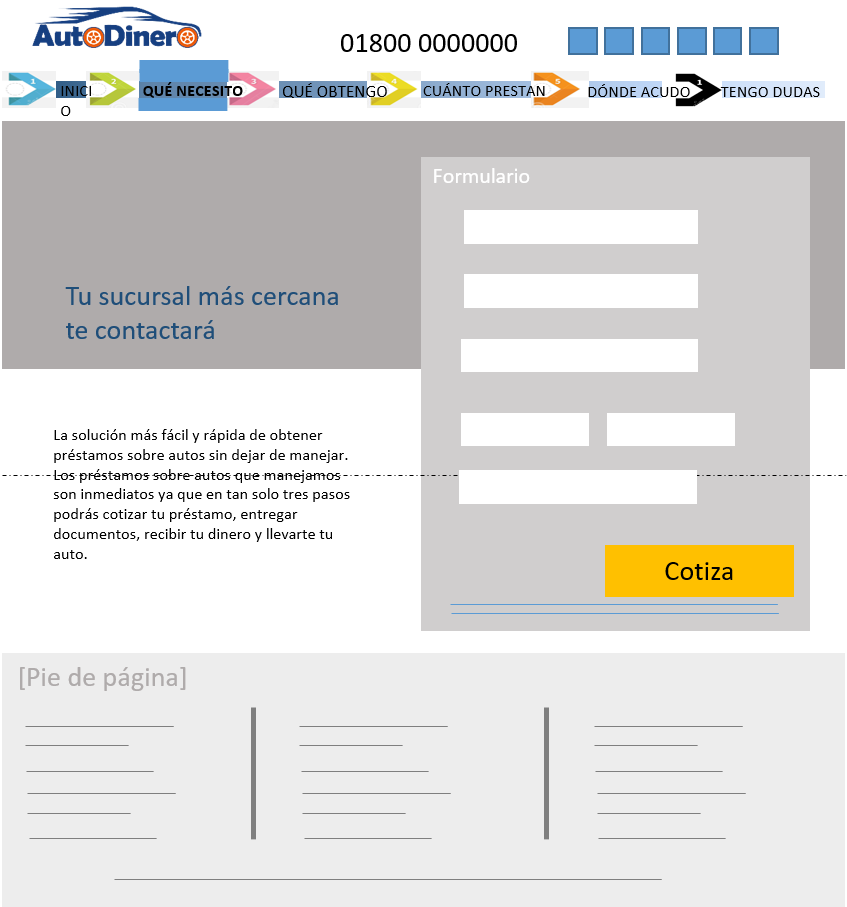 AutoDinero
01800 0000000
1
2
3
4
5
1
INICI
O
QUÉ NECESITO
QUÉ OBTENGO
CUÁNTO PRESTAN
DÓNDE ACUDO
TENGO DUDAS
Formulario
Tu sucursal más cercana
te contactará
La solución más fácil y rápida de obtener
préstamos sobre autos sin dejar de manejar.
Los préstamos sobre autos que manejamos
son inmediatos ya que en tan solo tres pasos
podrás cotizar tu préstamo, entregar
documentos, recibir tu dinero y llevarte tu
auto.
Cotiza
[Pie de página]